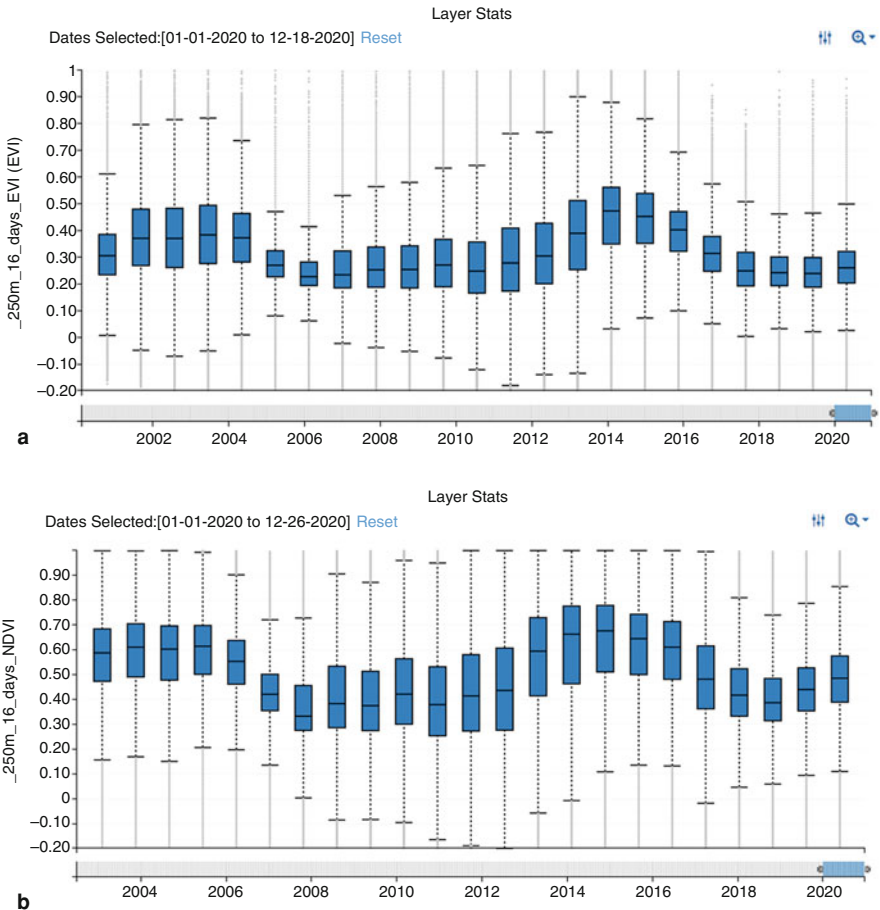 Layer Stats
Dates Selected:[01-01-2020 to 12-18-2020] Reset
_250m_16_days_EVI (EVI)
1
0.90
0.80
0.70
0.60
0.50
0.40
0.30
0.20
0.10
0
–0.10
–0.20
2002 2004 2006 2008 2010 2012 2014 2016 2018 2020
a
Layer Stats
Dates Selected:[01-01-2020 to 12-26-2020] Reset
_250m_16_days_NDVI
0.90
0.80
0.70
0.60
0.50
0.40
0.30
0.20
0.10
0
–0.10
–0.20
2004 2006 2008 2010 2012 2014 2016 2018 2020
b